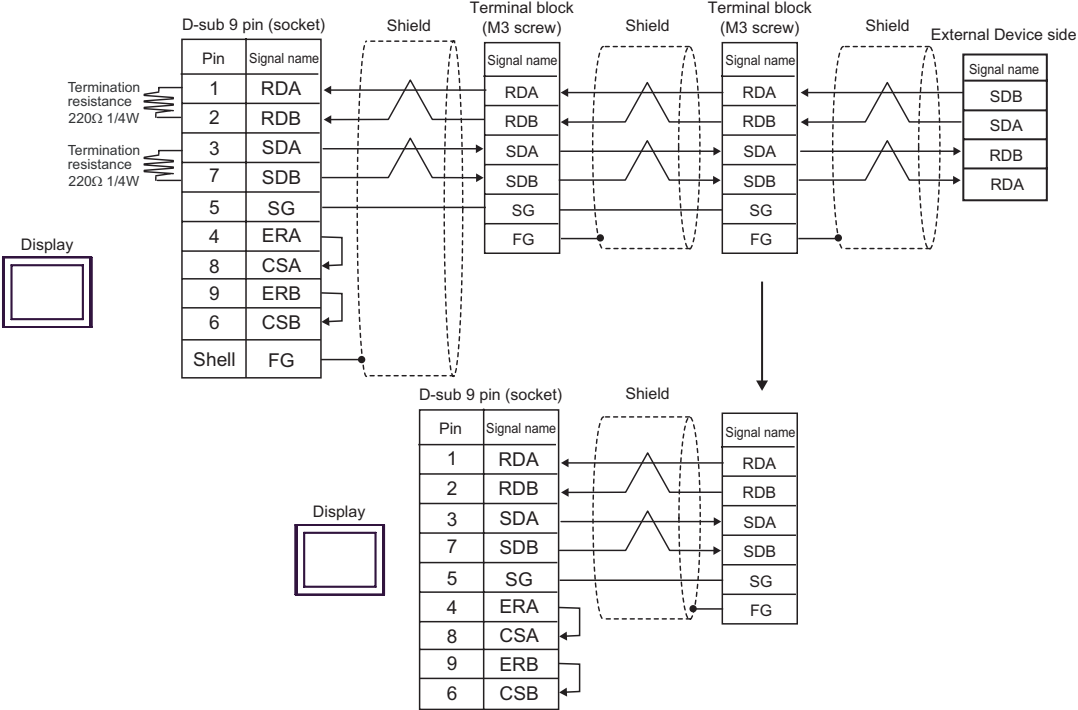 D-sub 9 pin (socket)
Shield
Terminal block
(M3 screw)
Shield
Terminal block
(M3 screw)
Shield
External Device side
Pin Signal name
1 RDA
2 RDB
3 SDA
7 SDB
5 SG
4 ERA
8 CSA
9 ERB
6 CSB
Shell FG
Termination
resistance
220Ω 1/4W
Termination
resistance
220Ω 1/4W
Display
Signal name
RDA
RDB
SDA
SDB
SG
FG
Signal name
RDA
RDB
SDA
SDB
SG
FG
Signal name
SDB
SDA
RDB
RDA
D-sub 9 pin (socket)
Shield
Pin Signal name
1 RDA
2 RDB
3 SDA
7 SDB
5 SG
4 ERA
8 CSA
9 ERB
6 CSB
Display
Signal name
RDA
RDB
SDA
SDB
SG
FG